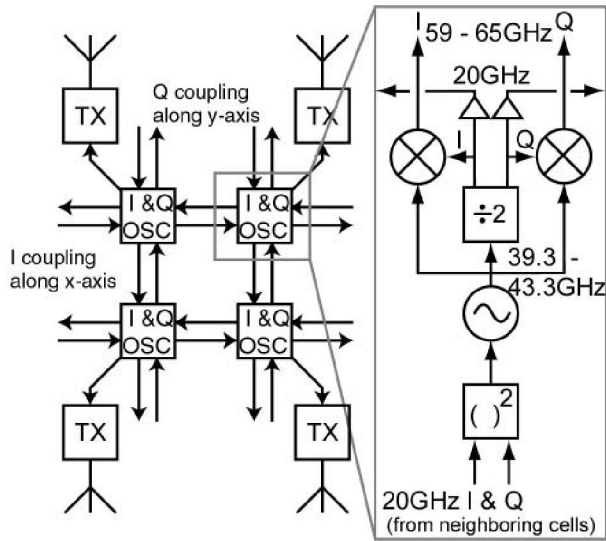 TX
Q coupling
along y-axis
TX
I & Q
OSC
I & Q
OSC
I coupling
along x-axis
I & Q
OSC
I & Q
OSC
TX
TX
I 59 - 65GHz Q
20GHz
I Q
÷2
39.3 -
43.3GHz
( )2
20GHz I & Q
(from neighboring cells)